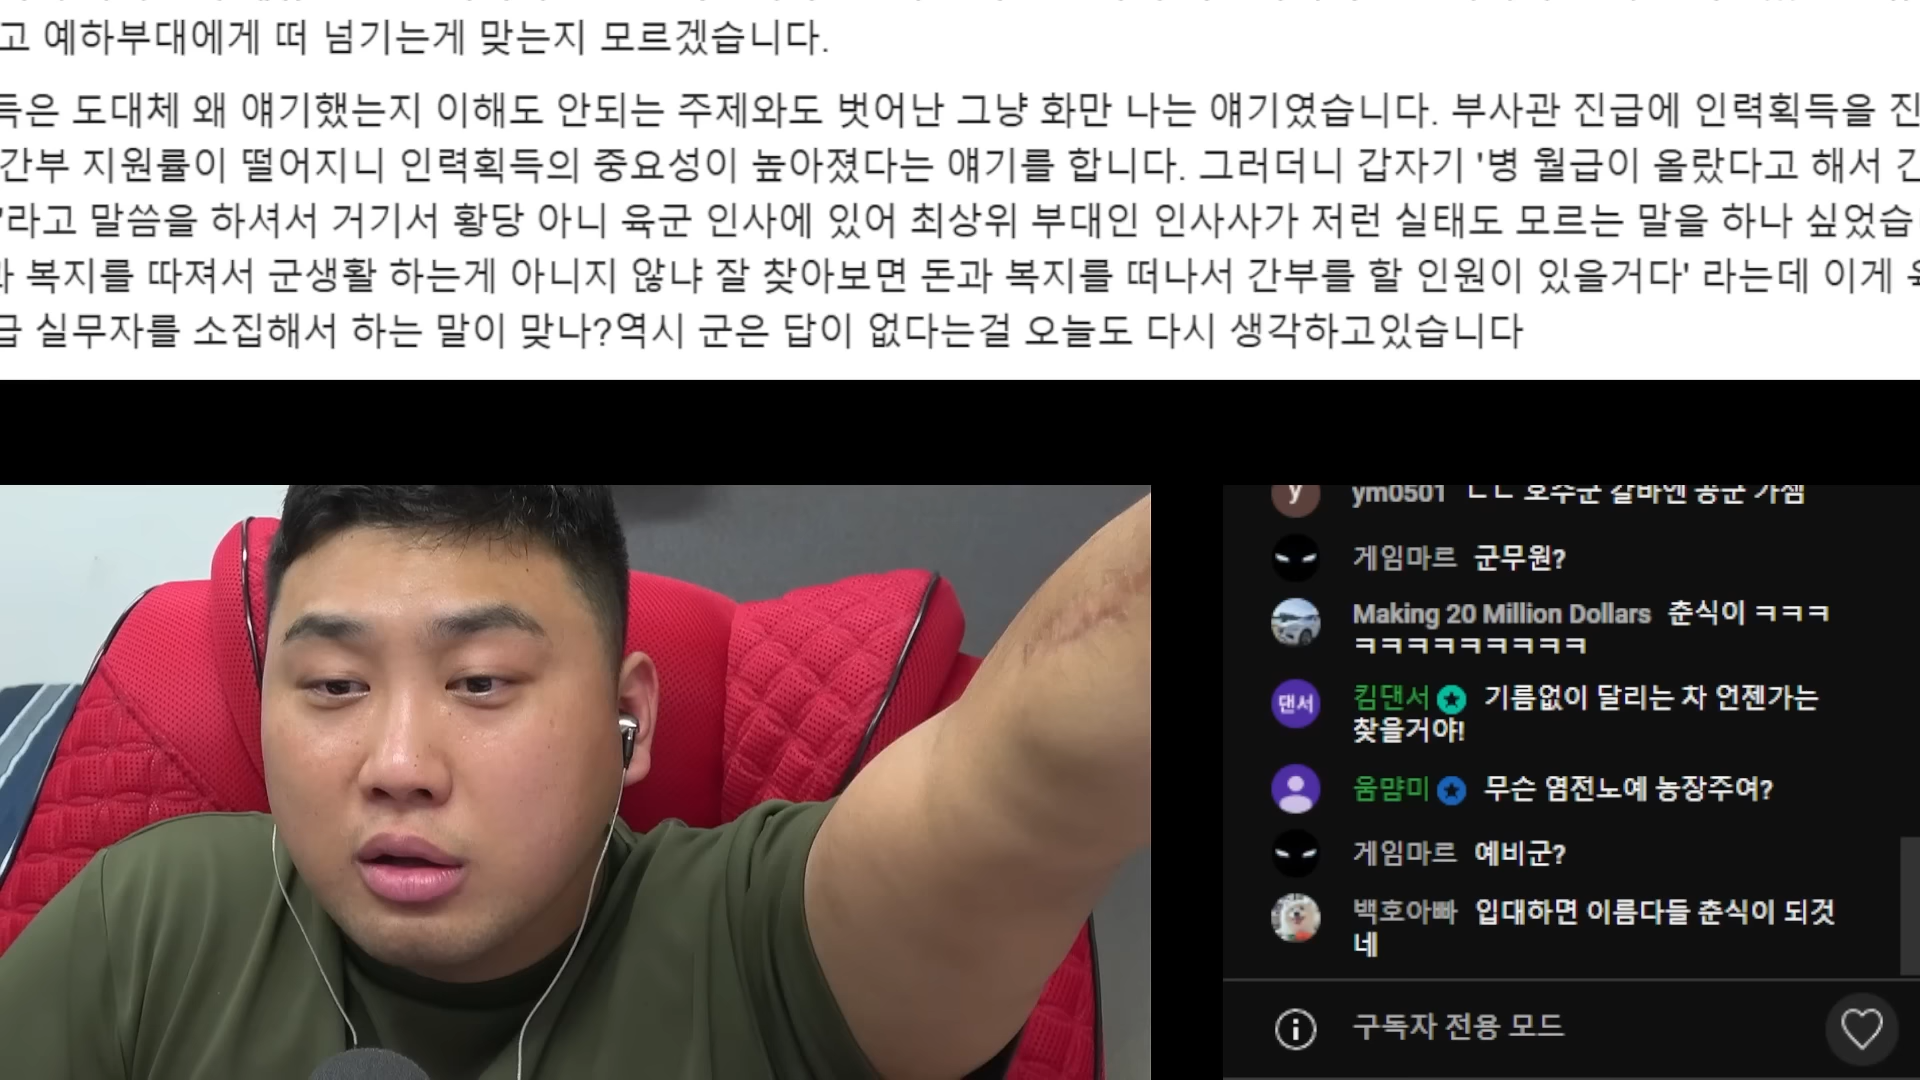 고 예하부대에게 떠 넘기는게 맞는지 모르겠습니다.
득은 도대체 왜 얘기했는지 이해도 안되는 주제와도 벗어난 그냥 화만 나는 얘기였습니다. 부사관 진급에 인력획득을 진
간부 지원률이 떨어지니 인력획득의 중요성이 높아졌다는 얘기를 합니다. 그러더니 갑자기 '병 월급이 올랐다고 해서 간
'라고 말씀을 하셔서 거기서 황당 아니 육군 인사에 있어 최상위 부대인 인사사가 저런 실태도 모르는 말을 하나 싶었습
과 복지를 따져서 군생활 하는게 아니지 않냐 잘 찾아보면 돈과 복지를 떠나서 간부를 할 인원이 있을거다' 라는데 이게
급 실무자를 소집해서 하는 말이 맞나?역시 군은 답이 없다는걸 오늘도 다시 생각하고있습니다
y ym0501 ㄴㄴ 호수군 갈바엔 공군 가셈
게임마르 군무원?
Making 20 Million Dollars 춘식이 ㅋㅋㅋ
ㅋㅋㅋㅋㅋㅋㅋㅋㅋ
댄서 킴댄서 기름없이 달리는 차 언젠가는
찾을거야!
움먐미 무슨 염전노예 농장주여?
게임마르 예비군?
백호아빠 입대하면 이름다들 춘식이 되것
네
구독자 전용 모드